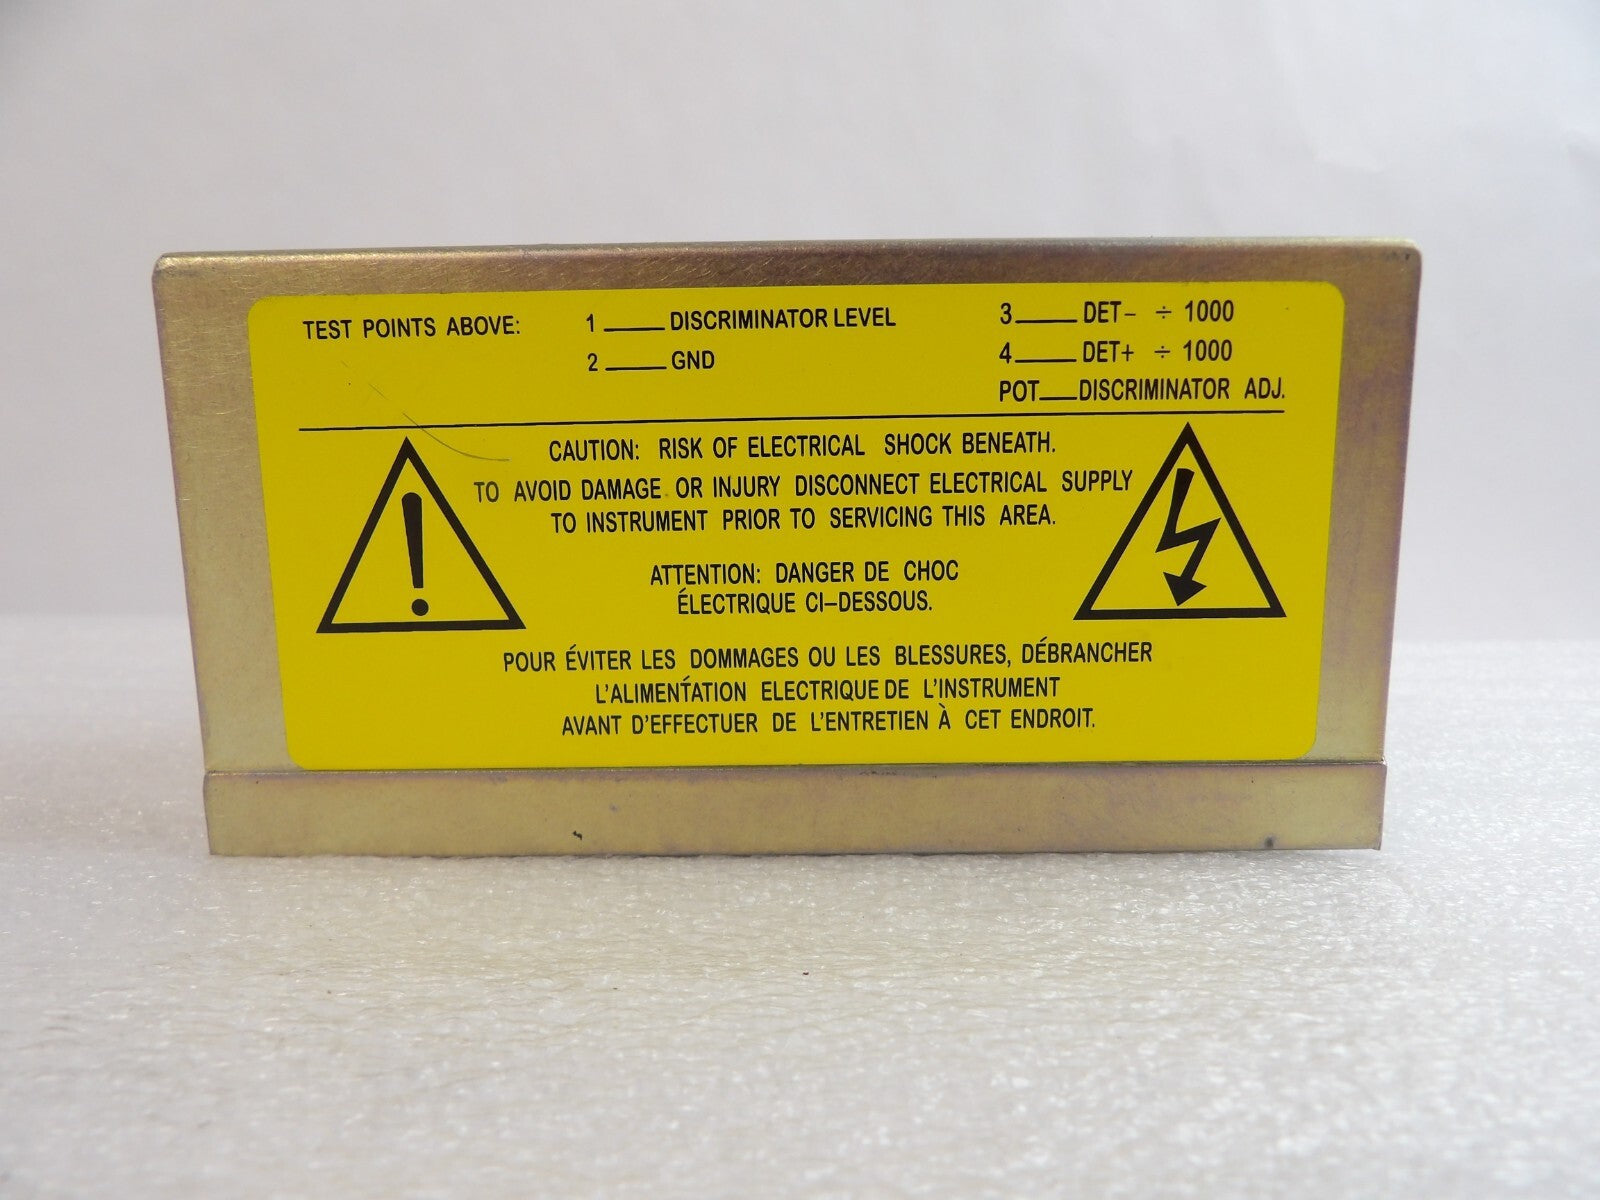 TEST POINTS ABOVE: 1 ____ DISCRIMINATOR LEVEL 3 ____ DET- ÷ 1000
2 ____ GND 4 ____ DET+ ÷ 1000
POT ____ DISCRIMINATOR ADJ.
CAUTION: RISK OF ELECTRICAL SHOCK BENEATH.
TO AVOID DAMAGE OR INJURY DISCONNECT ELECTRICAL SUPPLY
TO INSTRUMENT PRIOR TO SERVICING THIS AREA.
ATTENTION: DANGER DE CHOC
ÉLECTRIQUE CI-DESSOUS.
POUR ÉVITER LES DOMMAGES OU LES BLESSURES, DÉBRANCHER
L'ALIMENTATION ELECTRIQUE DE L'INSTRUMENT
AVANT D'EFFECTUER DE L'ENTRETIEN À CET ENDROIT.